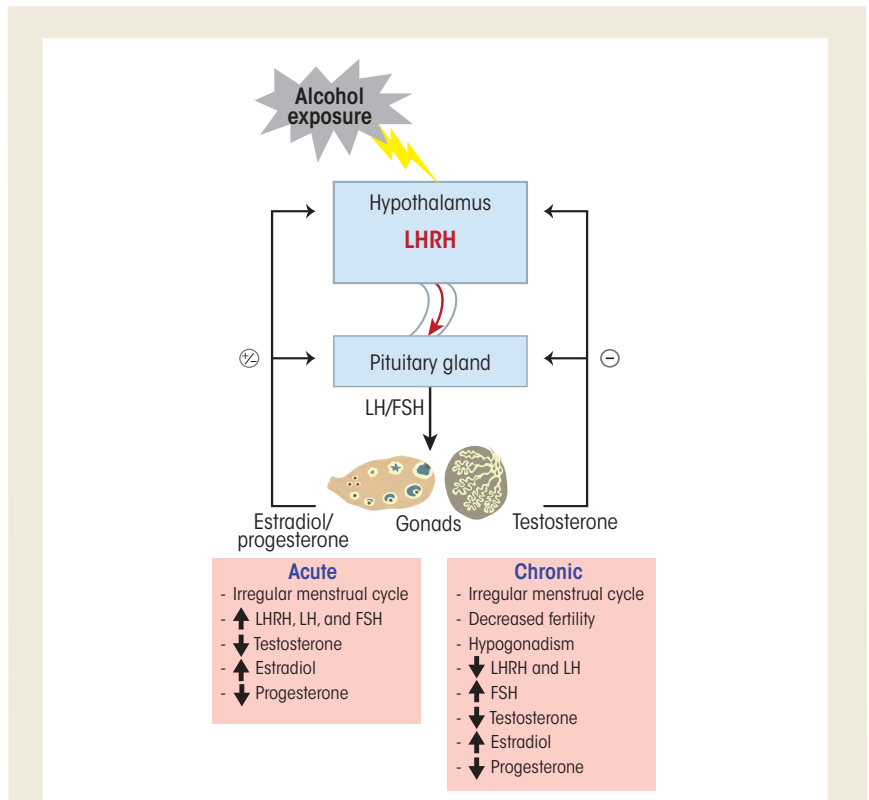 Alcohol
exposure
Hypothalamus
LHRH
+/−
Pituitary gland
−
LH/FSH
Estradiol/
progesterone
Gonads
Testosterone
Acute
- Irregular menstrual cycle
- ↑ LHRH, LH, and FSH
- ↓ Testosterone
- ↑ Estradiol
- ↓ Progesterone
Chronic
- Irregular menstrual cycle
- Decreased fertility
- Hypogonadism
- ↓ LHRH and LH
- ↑ FSH
- ↓ Testosterone
- ↑ Estradiol
- ↓ Progesterone